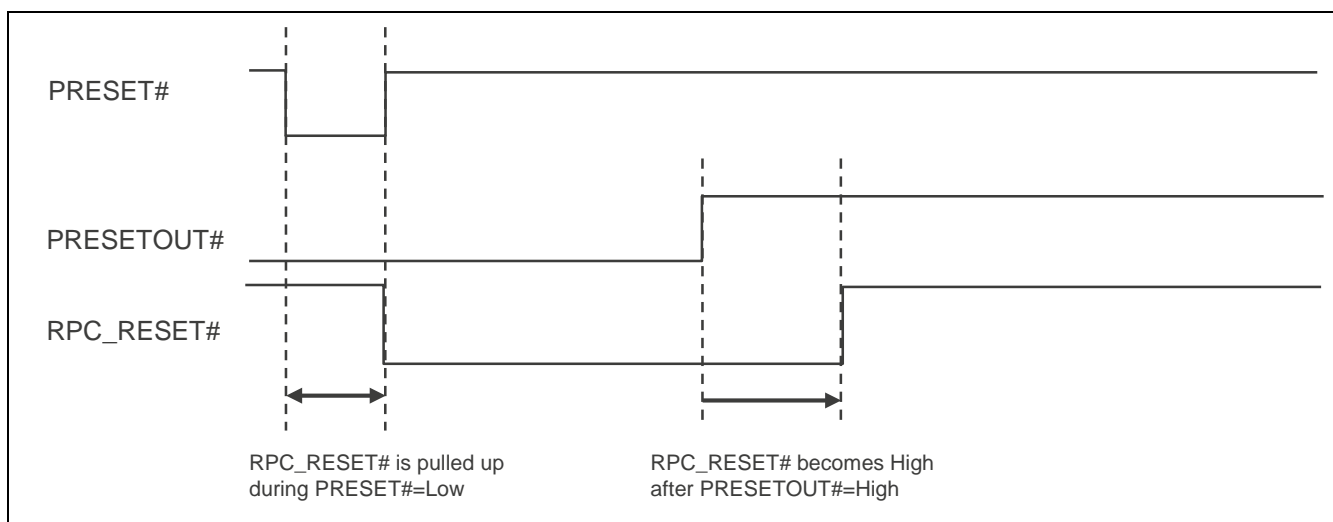 PRESET#
PRESETOUT#
RPC_RESET#
RPC_RESET# is pulled up
during PRESET#=Low
RPC_RESET# becomes High
after PRESETOUT#=High